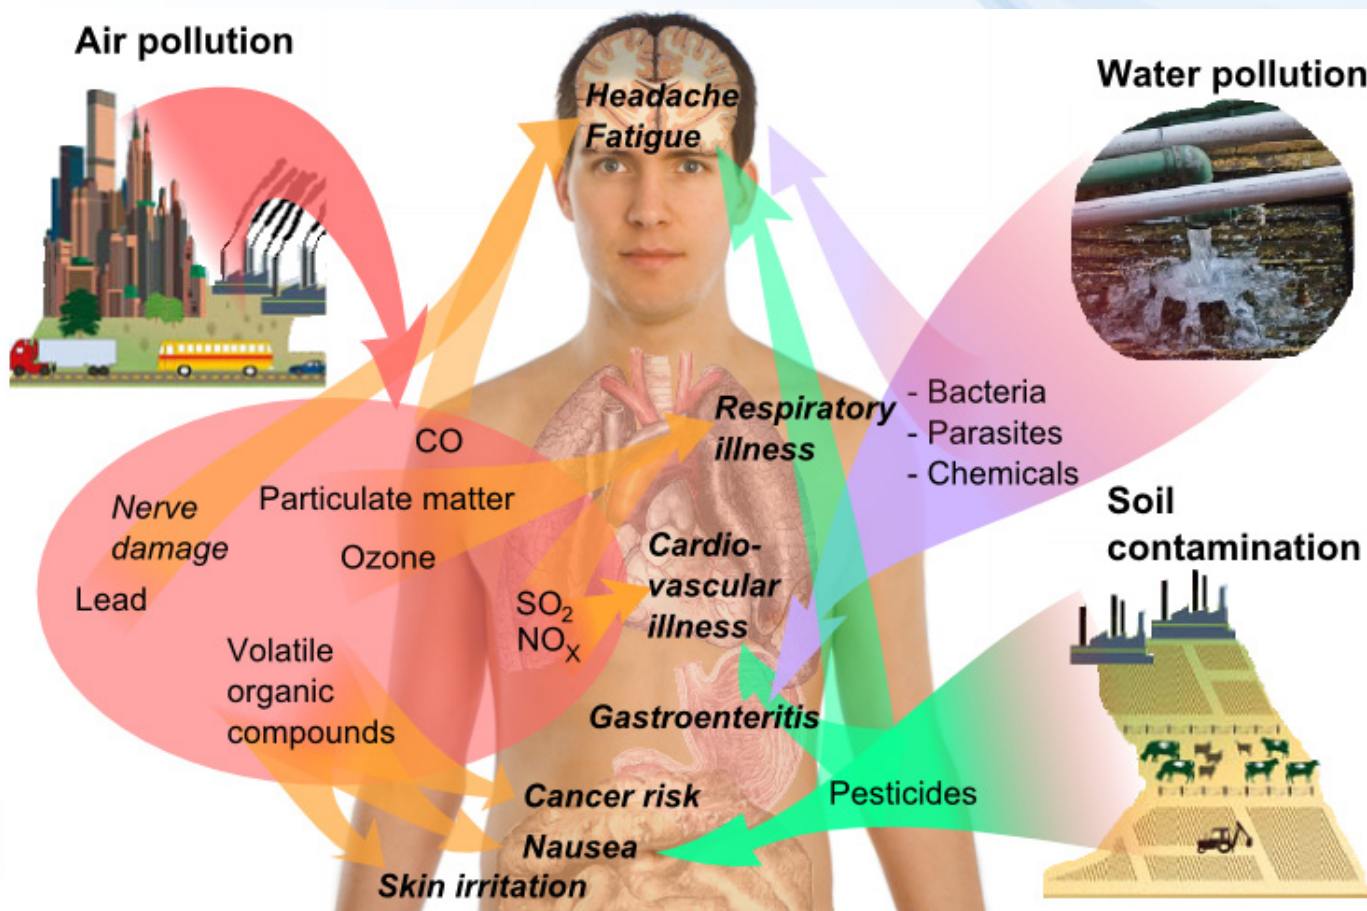 Air pollution
Water pollution
Headache
Fatigue
- Bacteria
- Parasites
- Chemicals
Respiratory
illness
CO
Particulate matter
Nerve
damage
Ozone
Lead
SO₂
NOₓ
Cardio-
vascular
illness
Soil
contamination
Volatile
organic
compounds
Gastroenteritis
Pesticides
Cancer risk
Nausea
Skin irritation